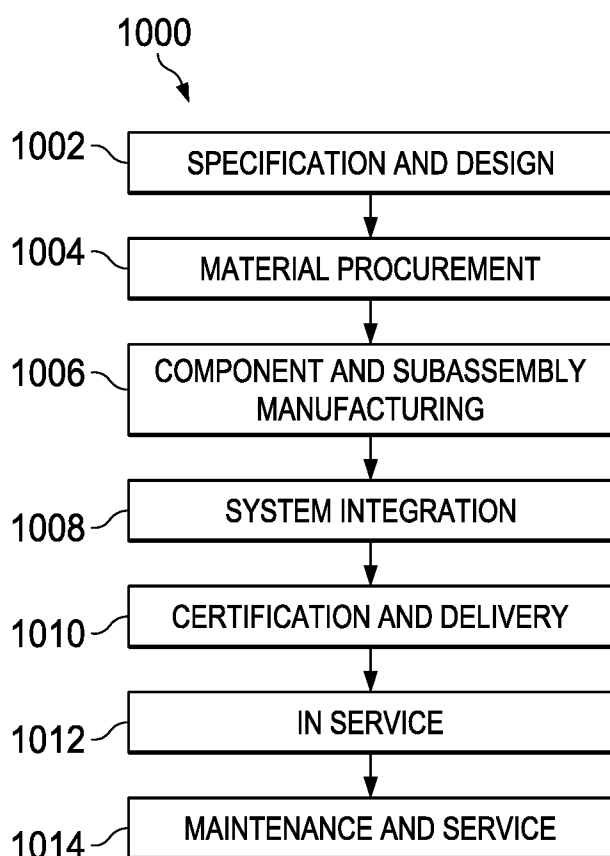 1000
1002
SPECIFICATION AND DESIGN
1004
MATERIAL PROCUREMENT
1006
COMPONENT AND SUBASSEMBLY
MANUFACTURING
1008
SYSTEM INTEGRATION
1010
CERTIFICATION AND DELIVERY
1012
IN SERVICE
1014
MAINTENANCE AND SERVICE